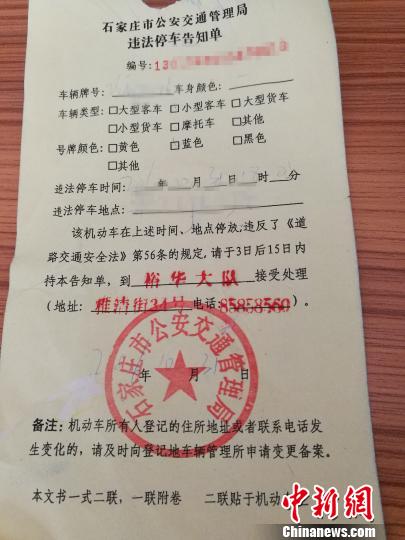 石家庄市公安交通管理局
违法停车告知单
编号:130
车辆牌号: 车身颜色:
车辆类型: □大型客车 □小型客车 □大型货车
□小型货车 □摩托车 □其他
号牌颜色: □黄色 □蓝色 □黑色
□其他
违法停车时间: 年 月 日 时 分
违法停车地点:
该机动车在上述时间、地点停放,违反了《道
路交通安全法》第56条的规定,请于3日后15日内
持本告知单,到 裕华大队 接受处理
(地址: 雅清街34号 电话:85858560)。
年 月 日
石家庄市公安交通管理局
备注:机动车所有人登记的住所地址或者联系电话发
生变化的,请及时向登记地车辆管理所申请变更备案。
本文书一式二联,一联附卷 二联贴于机动
中新网
Chinanews.com